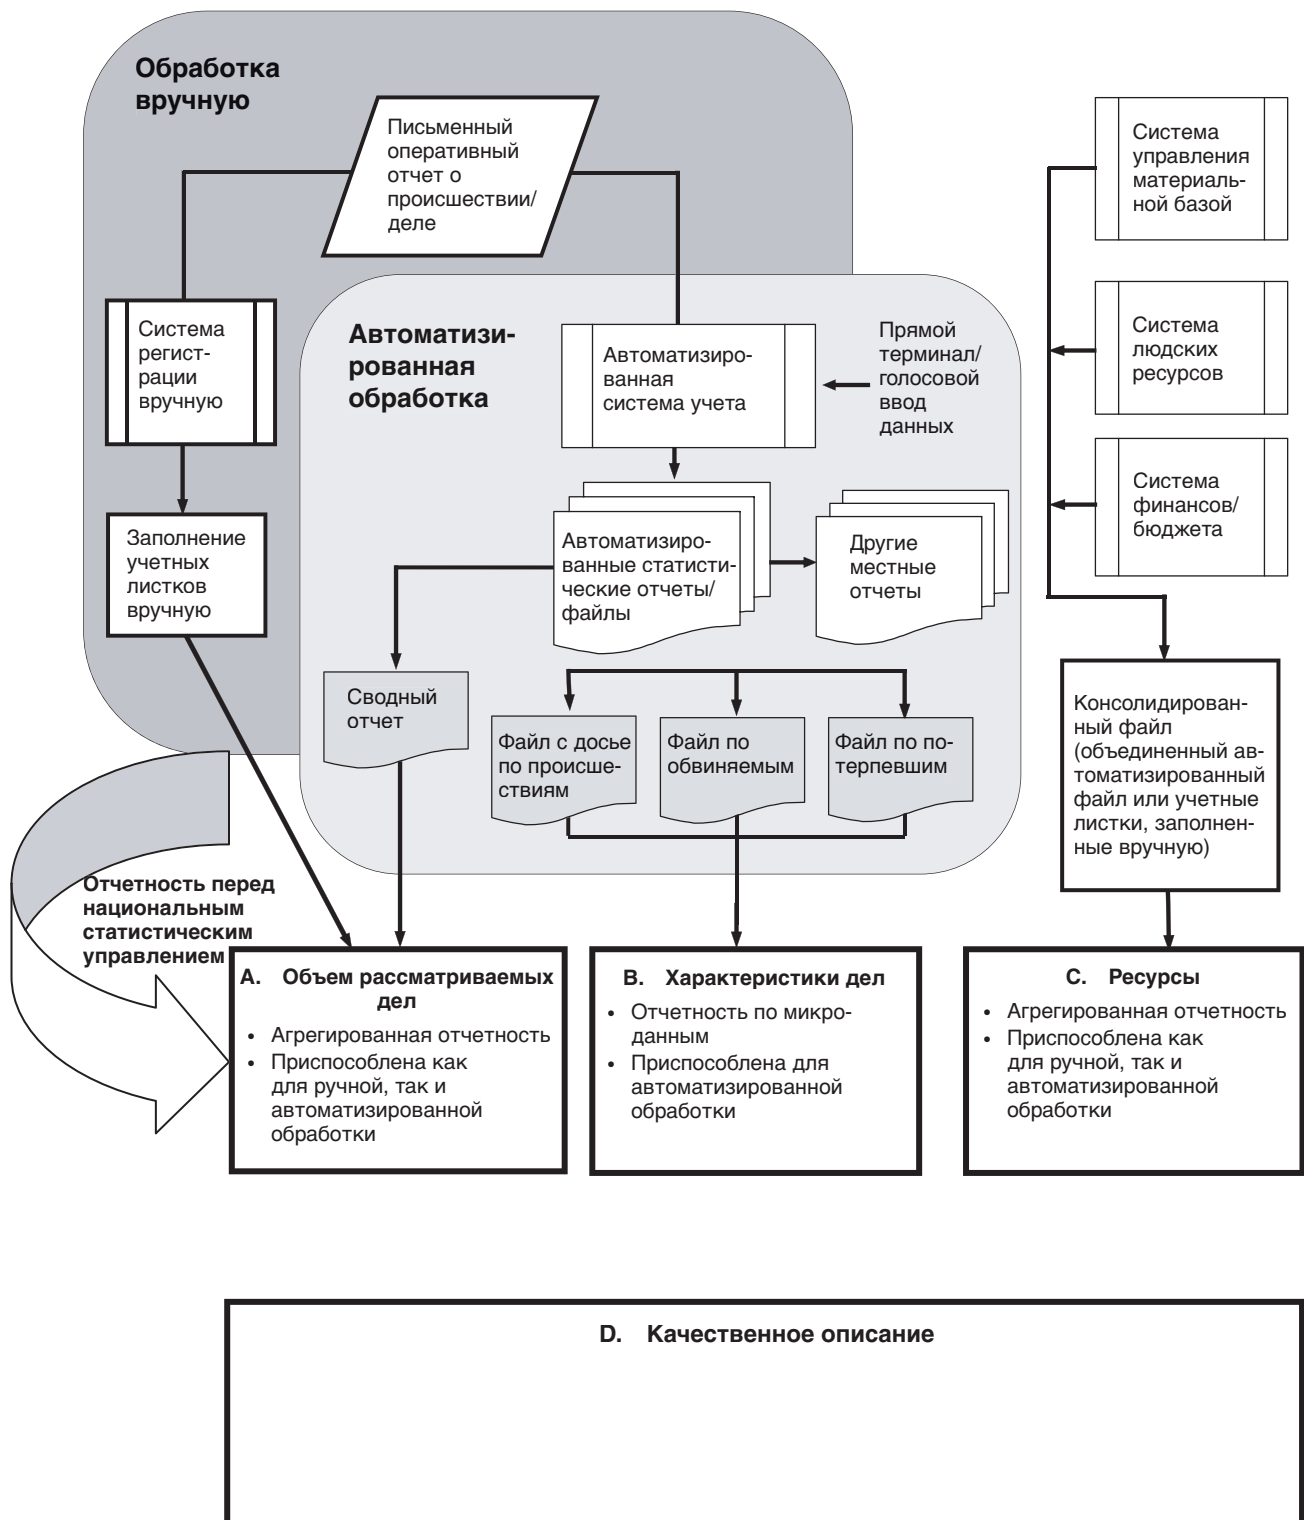 Обработка
вручную
Письменный
оперативный
отчет о
происшествии/
деле
Система
управления
материаль-
ной базой
Система
регист-
рации
вручную
Автоматизи-
рованная
обработка
Автоматизиро-
ванная
система учета
Прямой
терминал/
голосовой
ввод
данных
Система
людских
ресурсов
Система
финансов/
бюджета
Заполнение
учетных
листков
вручную
Автоматизиро-
ванные статисти-
ческие отчеты/
файлы
Другие
местные
отчеты
Сводный
отчет
Файл с досье
по происше-
ствиям
Файл по
обвиняемым
Файл по по-
терпевшим
Консолидирован-
ный файл
(объединенный ав-
томатизированный
файл или учетные
листки, заполнен-
ные вручную)
Отчетность перед
национальным
статистическим
управлением
A. Объем рассматриваемых
дел
• Агрегированная отчетность
• Приспособлена как
для ручной, так и
автоматизированной
обработки
B. Характеристики дел
• Отчетность по микро-
данным
• Приспособлена для
автоматизированной
обработки
C. Ресурсы
• Агрегированная отчетность
• Приспособлена как
для ручной, так и
автоматизированной
обработки
D. Качественное описание